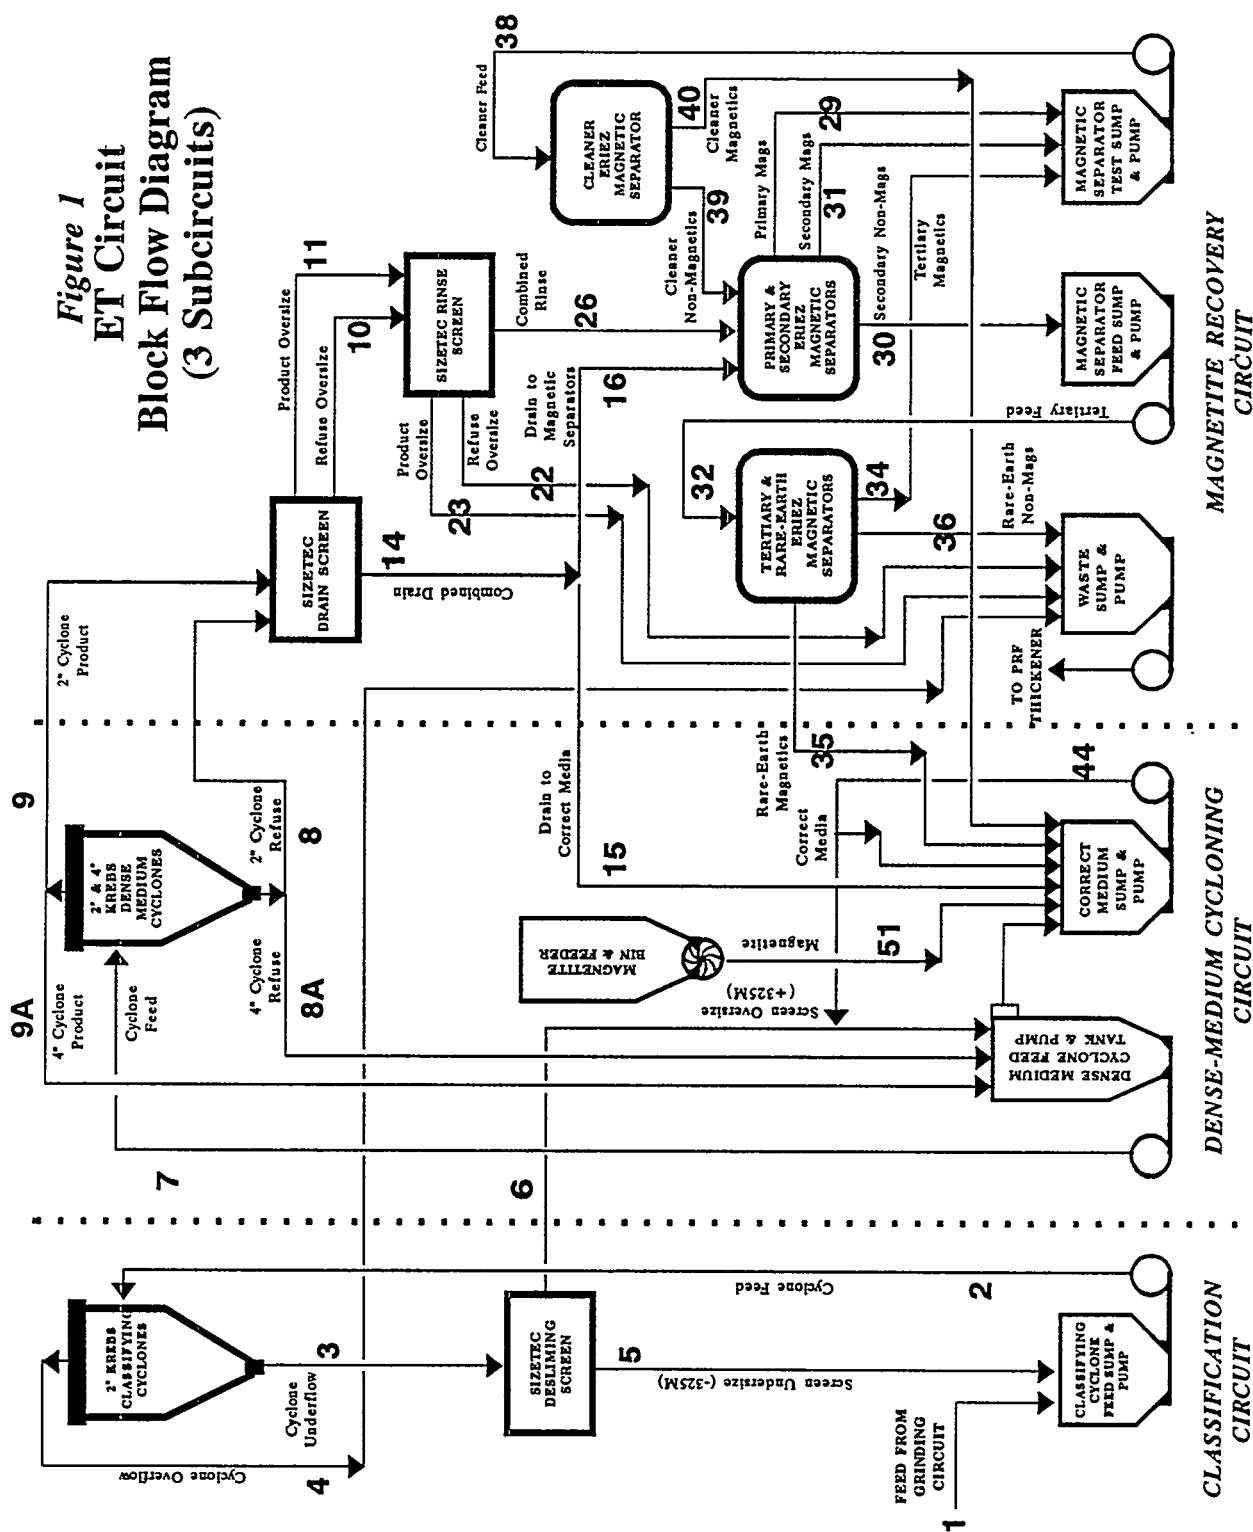 Figure 1
ET Circuit
Block Flow Diagram
(3 Subcircuits)
9A
4" Cyclone
Product
9
2" Cyclone
Product
2" KREBS
CLASSIFYING
CYCLONES
Cyclone Overflow
4
Cyclone
Underflow
3
SIZETEC
DESLIMING
SCREEN
5
Screen Undersize (-325M)
6
Cyclone Feed
2
FEED FROM
GRINDING
CIRCUIT
1
CLASSIFYING
CYCLONE
FEED SUMP &
PUMP
CLASSIFICATION
CIRCUIT
7
Cyclone
Feed
2" & 4"
KREBS
DENSE
MEDIUM
CYCLONES
4" Cyclone
Refuse
8A
2" Cyclone
Refuse
8
MAGNETITE
BIN & FEEDER
Magnetite
51
Screen Oversize
(+325M)
DENSE MEDIUM
CYCLONE FEED
TANK & PUMP
Drain to
Correct Media
15
Rare-Earth
Magnetics
35
Correct
Media
44
CORRECT
MEDIUM
SUMP &
PUMP
DENSE-MEDIUM CYCLONING
CIRCUIT
SIZETEC
DRAIN SCREEN
Product Oversize
11
Refuse Oversize
10
14
Combined Drain
SIZETEC RINSE
SCREEN
Product
Oversize
23
Refuse
Oversize
22
Combined
Rinse
26
Drain to
Magnetic
Separators
16
Cleaner Feed
38
CLEANER
ERIEZ
MAGNETIC
SEPARATOR
Cleaner
Non-Magnetics
39
40
Cleaner
Magnetics
PRIMARY &
SECONDARY
ERIEZ
MAGNETIC
SEPARATORS
Primary Mags
29
Secondary Mags
31
Secondary Non-Mags
30
Tertiary
Magnetics
32
Tertiary Feed
TERTIARY &
RARE-EARTH
ERIEZ
MAGNETIC
SEPARATORS
34
36
Rare-Earth
Non-Mags
TO PRF
THICKENER
WASTE
SUMP &
PUMP
MAGNETIC
SEPARATOR
FEED SUMP
& PUMP
MAGNETIC
SEPARATOR
TEST SUMP
& PUMP
MAGNETITE RECOVERY
CIRCUIT